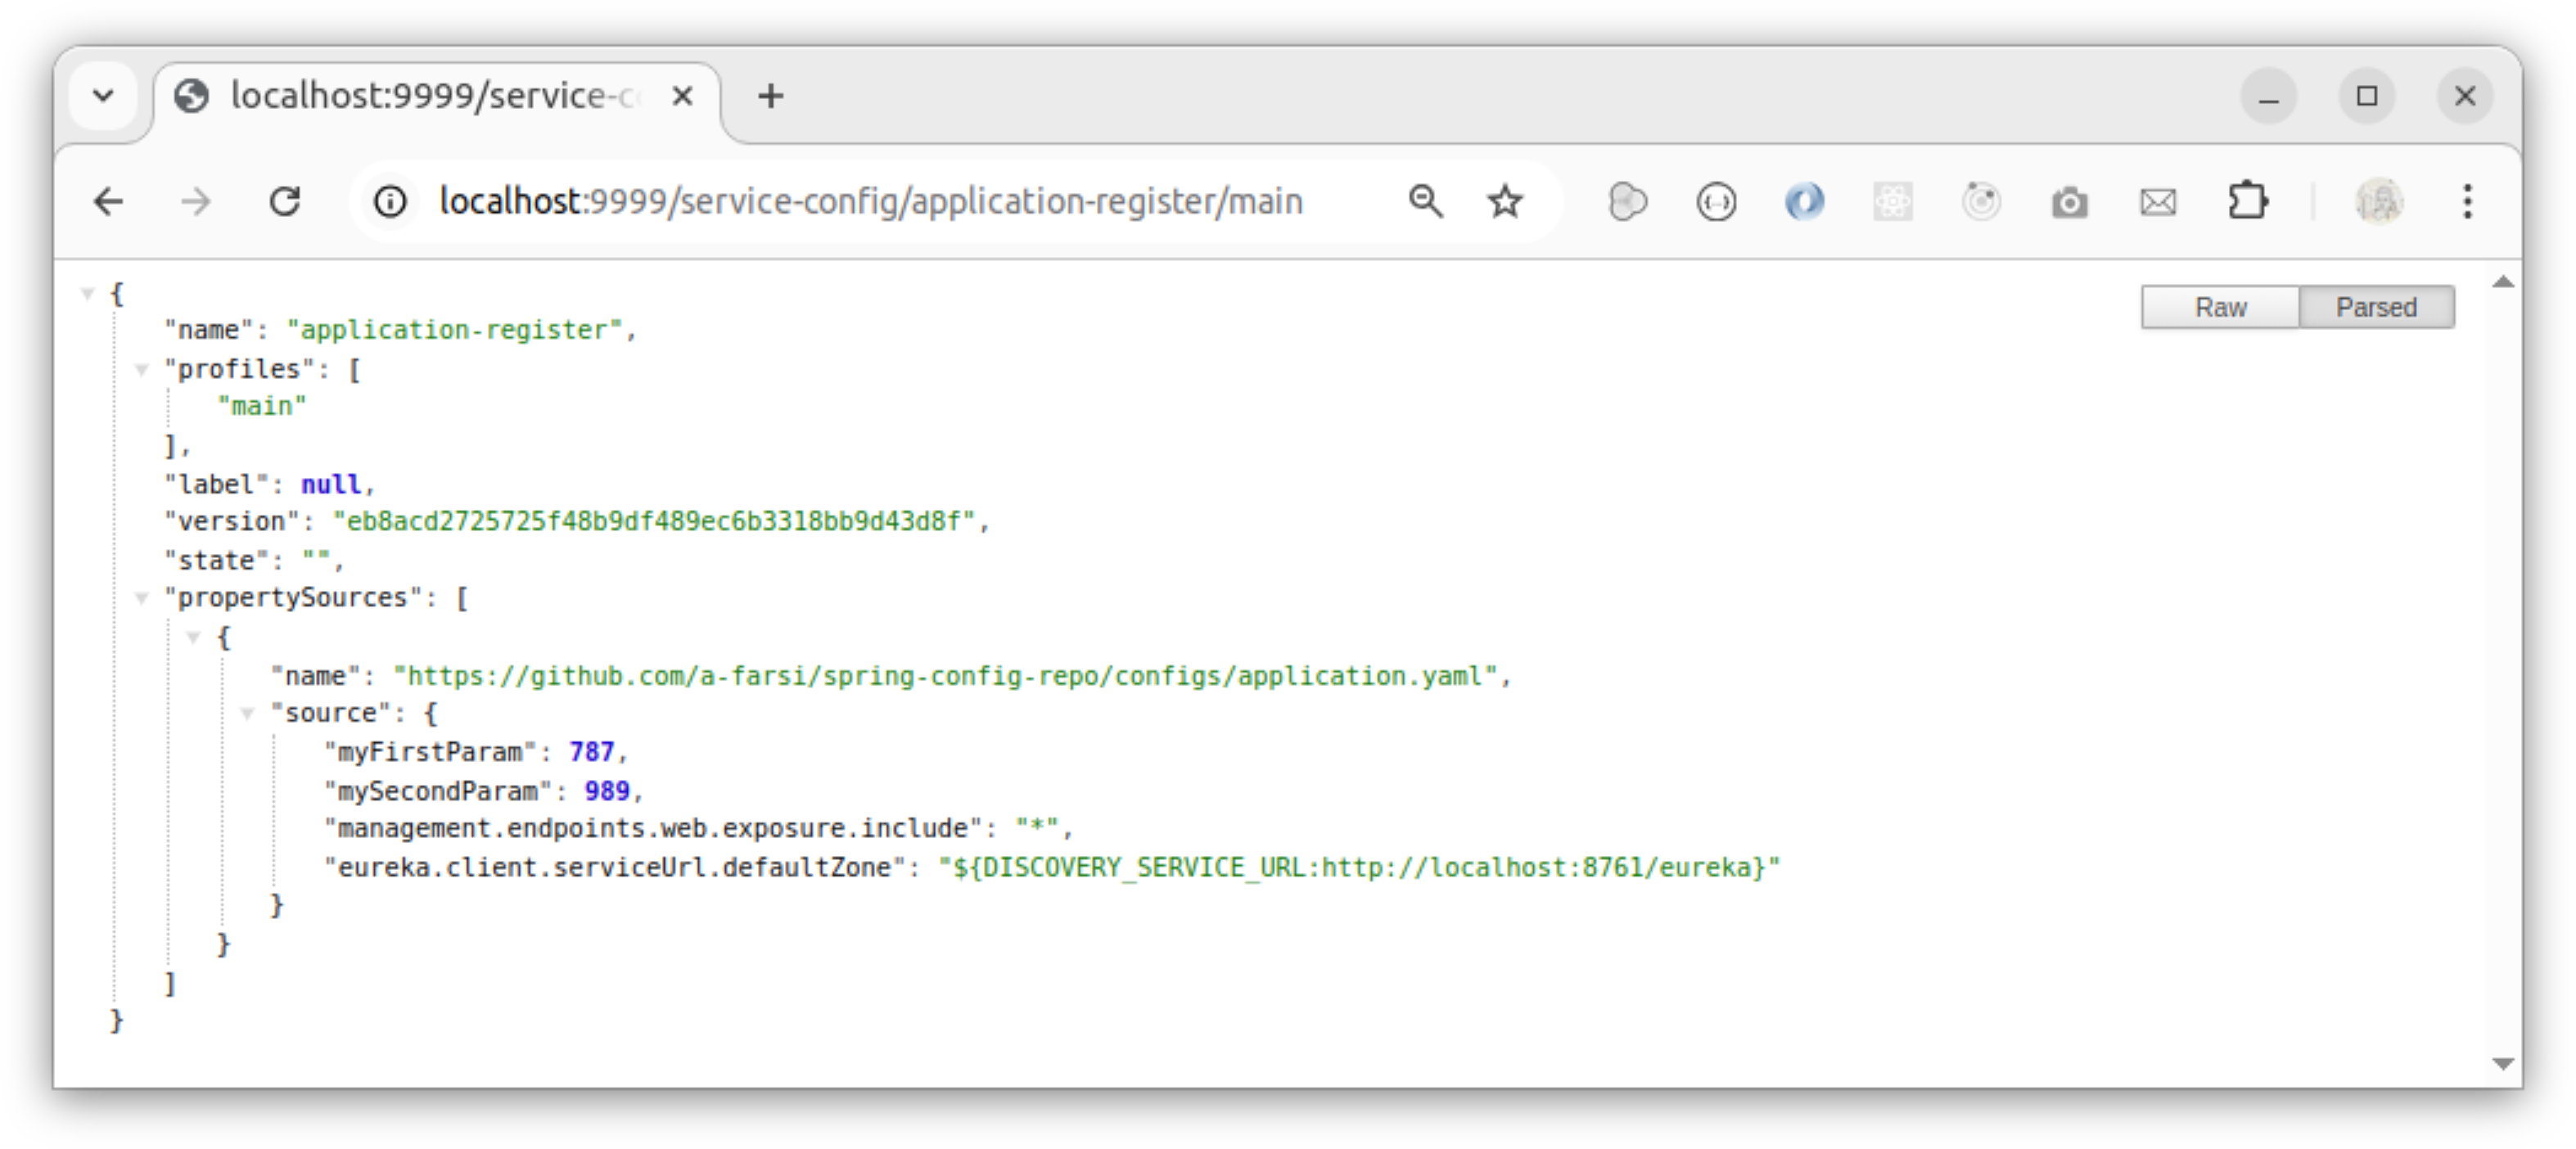 localhost:9999/service-c
localhost:9999/service-config/application-register/main
Raw Parsed
{
"name": "application-register",
"profiles": [
"main"
],
"label": null,
"version": "eb8acd2725725f48b9df489ec6b3318bb9d43d8f",
"state": "",
"propertySources": [
{
"name": "https://github.com/a-farsi/spring-config-repo/configs/application.yaml",
"source": {
"myFirstParam": 787,
"mySecondParam": 989,
"management.endpoints.web.exposure.include": "*",
"eureka.client.serviceUrl.defaultZone": "${DISCOVERY_SERVICE_URL:http://localhost:8761/eureka}"
}
}
]
}